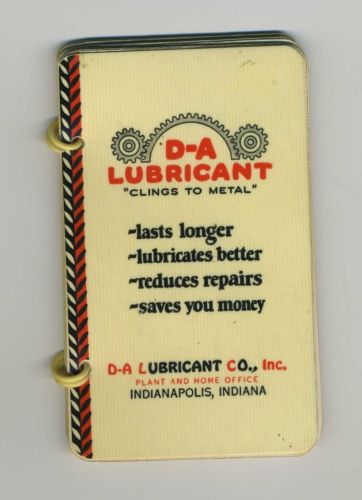 D-A
LUBRICANT
"CLINGS TO METAL"
-lasts longer
-lubricates better
-reduces repairs
-saves you money
D-A LUBRICANT CO., Inc.
PLANT AND HOME OFFICE
INDIANAPOLIS, INDIANA